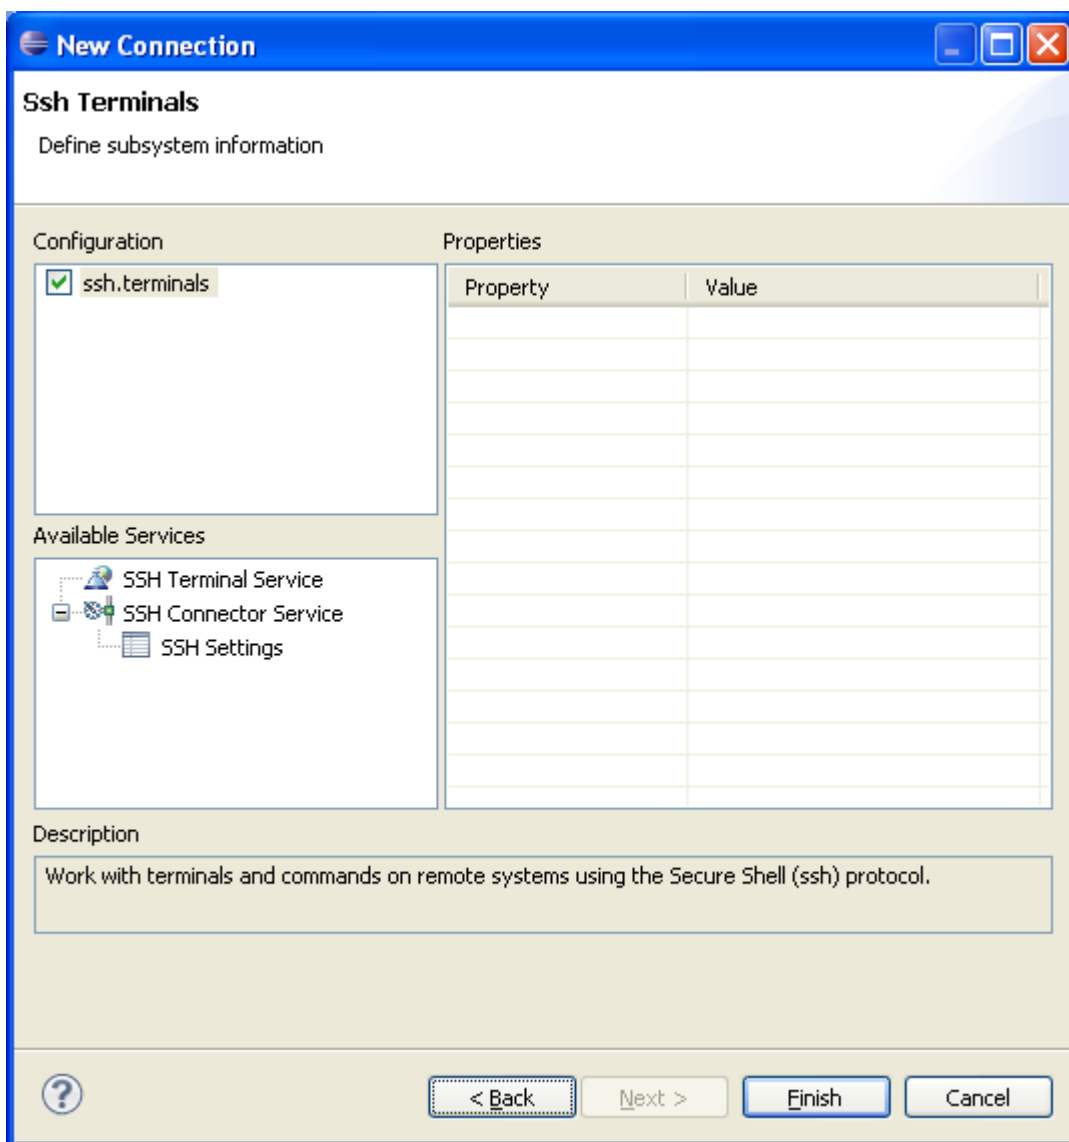 New Connection
Ssh Terminals
Define subsystem information
Configuration
ssh.terminals
Properties
Property Value
Available Services
SSH Terminal Service
SSH Connector Service
SSH Settings
Description
Work with terminals and commands on remote systems using the Secure Shell (ssh) protocol.
? < Back Next > Finish Cancel